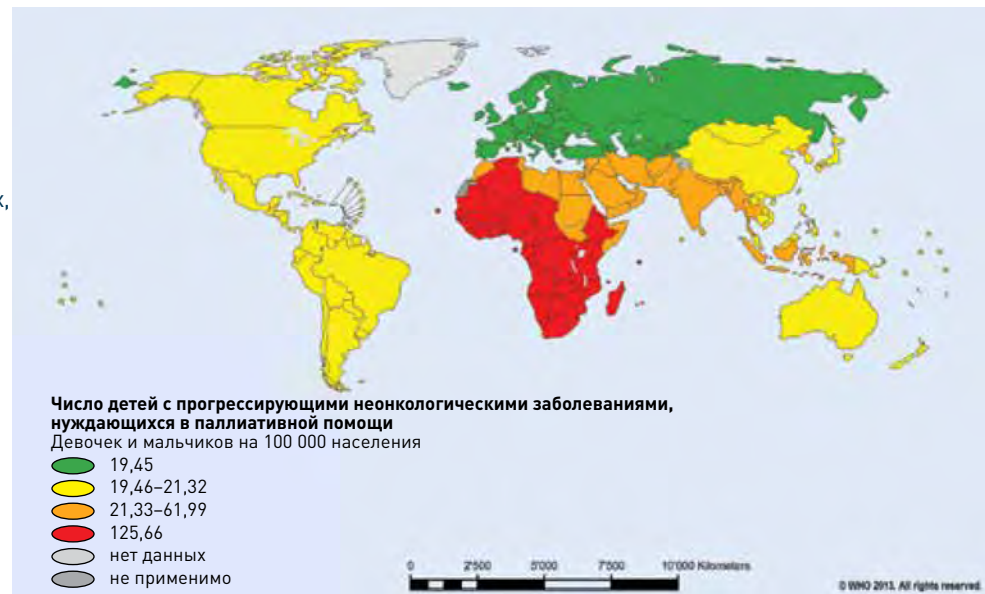 х,
Число детей с прогрессирующими неонкологическими заболеваниями,
нуждающихся в паллиативной помощи
Девочек и мальчиков на 100 000 населения
19,45
19,46–21,32
21,33–61,99
125,66
нет данных
не применимо
0 2'500 5'000 7'500 10'000 Kilometers
© WHO 2013. All rights reserved.